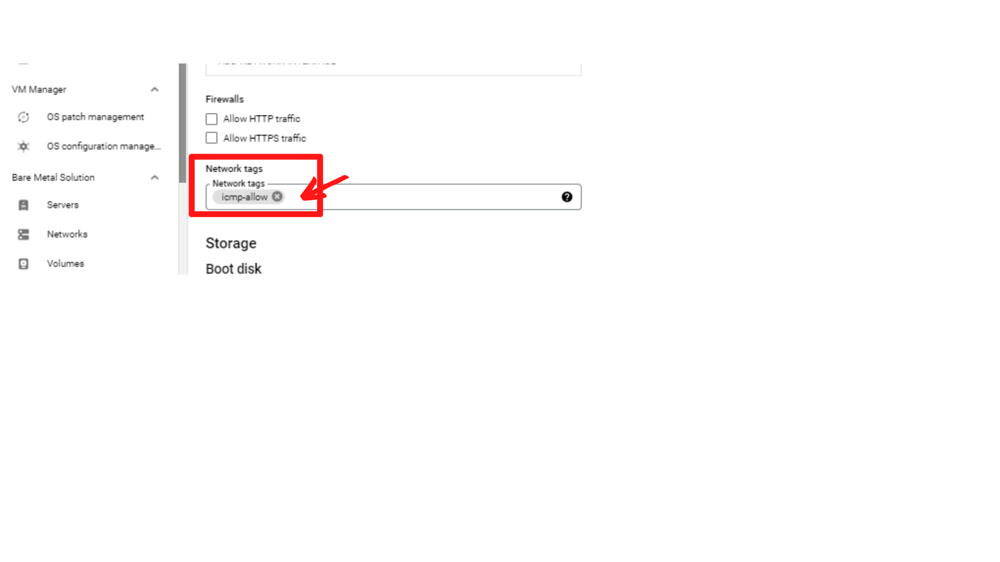 VM Manager
OS patch management
OS configuration manage...
Bare Metal Solution
Servers
Networks
Volumes
Firewalls
Allow HTTP traffic
Allow HTTPS traffic
Network tags
Network tags
icmp-allow
Storage
Boot disk